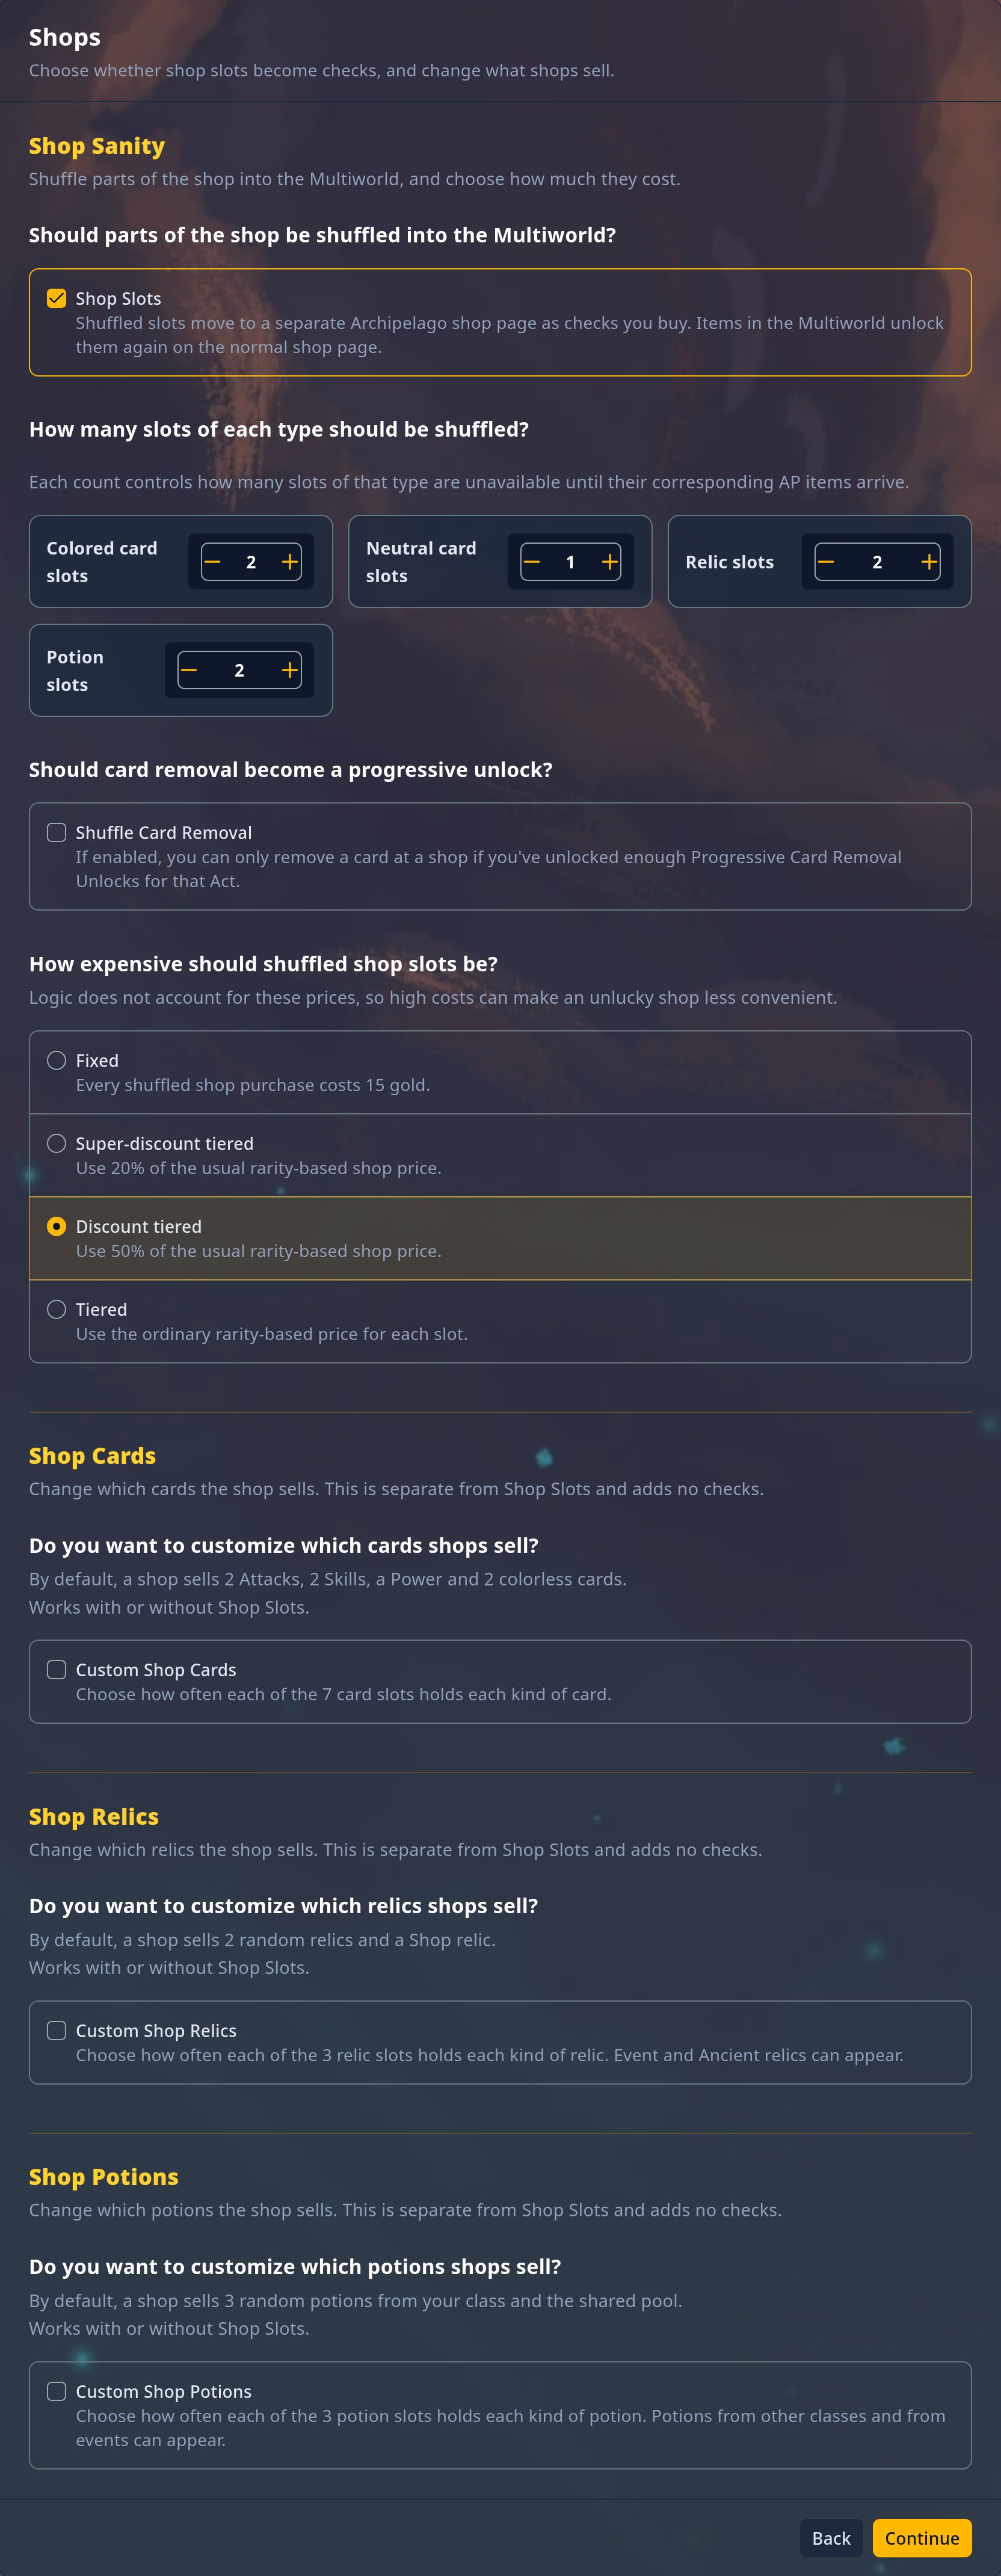 Shops
Choose whether shop slots become checks, and change what shops sell.
Shop Sanity
Shuffle parts of the shop into the Multiworld, and choose how much they cost.
Should parts of the shop be shuffled into the Multiworld?
Shop Slots
Shuffled slots move to a separate Archipelago shop page as checks you buy. Items in the Multiworld unlock
them again on the normal shop page.
How many slots of each type should be shuffled?
Each count controls how many slots of that type are unavailable until their corresponding AP items arrive.
Colored card
slots
2
Neutral card
slots
1
Relic slots
2
Potion
slots
2
Should card removal become a progressive unlock?
Shuffle Card Removal
If enabled, you can only remove a card at a shop if you've unlocked enough Progressive Card Removal
Unlocks for that Act.
How expensive should shuffled shop slots be?
Logic does not account for these prices, so high costs can make an unlucky shop less convenient.
Fixed
Every shuffled shop purchase costs 15 gold.
Super-discount tiered
Use 20% of the usual rarity-based shop price.
Discount tiered
Use 50% of the usual rarity-based shop price.
Tiered
Use the ordinary rarity-based price for each slot.
Shop Cards
Change which cards the shop sells. This is separate from Shop Slots and adds no checks.
Do you want to customize which cards shops sell?
By default, a shop sells 2 Attacks, 2 Skills, a Power and 2 colorless cards.
Works with or without Shop Slots.
Custom Shop Cards
Choose how often each of the 7 card slots holds each kind of card.
Shop Relics
Change which relics the shop sells. This is separate from Shop Slots and adds no checks.
Do you want to customize which relics shops sell?
By default, a shop sells 2 random relics and a Shop relic.
Works with or without Shop Slots.
Custom Shop Relics
Choose how often each of the 3 relic slots holds each kind of relic. Event and Ancient relics can appear.
Shop Potions
Change which potions the shop sells. This is separate from Shop Slots and adds no checks.
Do you want to customize which potions shops sell?
By default, a shop sells 3 random potions from your class and the shared pool.
Works with or without Shop Slots.
Custom Shop Potions
Choose how often each of the 3 potion slots holds each kind of potion. Potions from other classes and from
events can appear.
Back
Continue